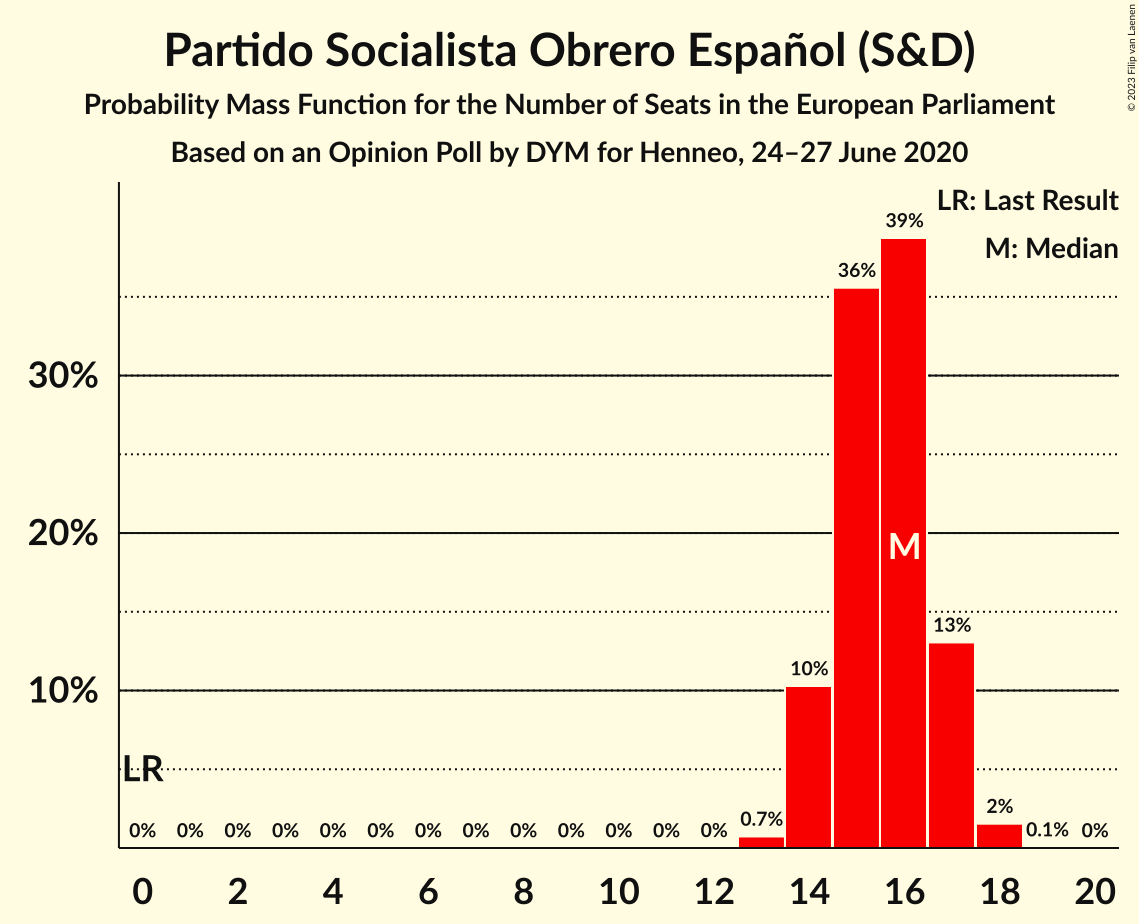 Partido Socialista Obrero Español (S&D)
Probability Mass Function for the Number of Seats in the European Parliament
Based on an Opinion Poll by DYM for Henneo, 24–27 June 2020
© 2023 Filip van Laenen
LR: Last Result
M: Median
39%
36%
30%
20%
M
13%
10%
10%
LR
0% 0% 0% 0% 0% 0% 0% 0% 0% 0% 0% 0% 0% 0.7% 2% 0.1% 0%
0 2 4 6 8 10 12 14 16 18 20